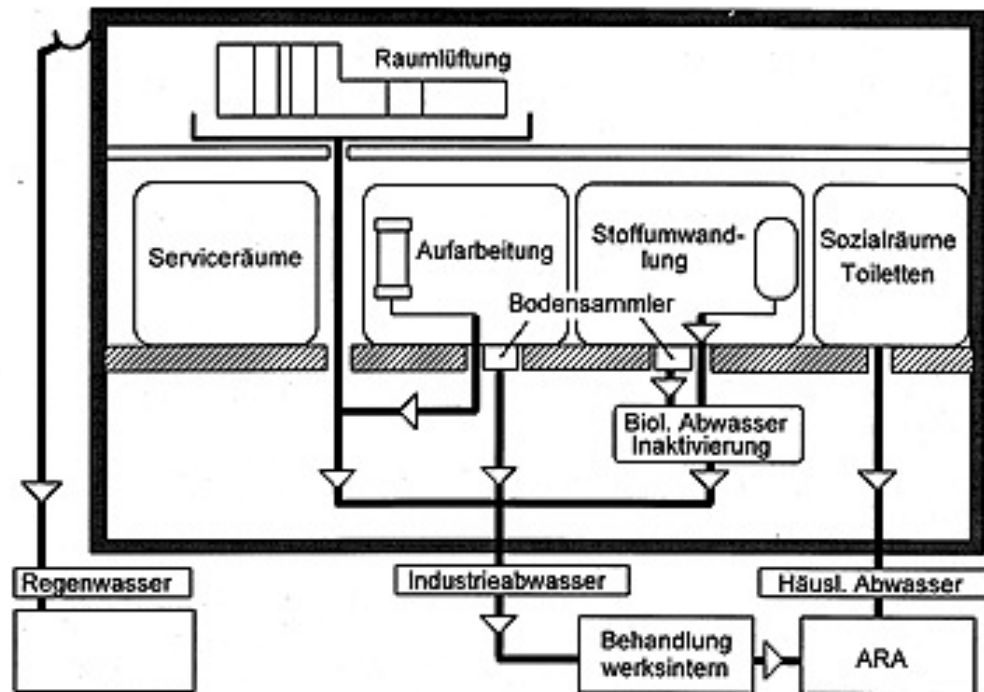 Raumlüftung
Serviceräume
Aufarbeitung
Stoffumwand-
lung
Sozialräume
Toiletten
Bodensammler
Biol. Abwasser
Inaktivierung
Regenwasser
Industrieabwasser
Häusl. Abwasser
Behandlung
werksintern
ARA